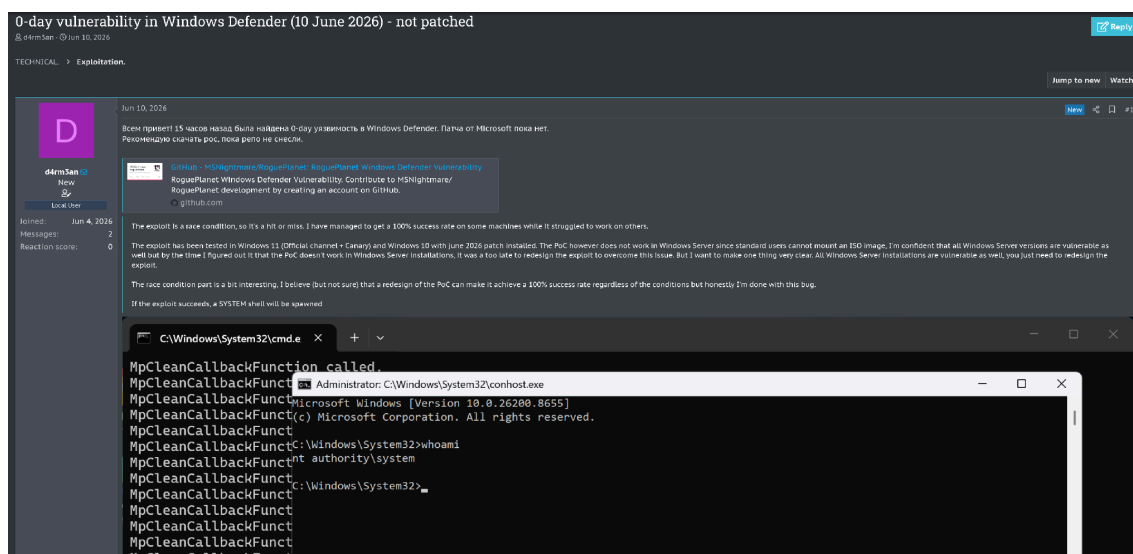 0-day vulnerability in Windows Defender (10 June 2026) - not patched
Reply
d4rm3an · Jun 10, 2026
TECHNICAL. > Exploitation.
Jump to new Watch
Jun 10, 2026
New #1
D
Всем привет! 15 часов назад была найдена 0-day уязвимость в Windows Defender. Патча от Microsoft пока нет.
Рекомендую скачать poc, пока репо не снесли.
d4rm3an
New
Local User
Joined: Jun 4, 2026
Messages: 2
Reaction score: 0
GitHub - MSNightmare/RoguePlanet: RoguePlanet Windows Defender Vulnerability
RoguePlanet Windows Defender Vulnerability. Contribute to MSNightmare/
RoguePlanet development by creating an account on GitHub.
github.com
The exploit is a race condition, so it's a hit or miss. I have managed to get a 100% success rate on some machines while it struggled to work on others.
The exploit has been tested in Windows 11 (Official channel + Canary) and Windows 10 with june 2026 patch installed. The PoC however does not work in Windows Server since standard users cannot mount an ISO image, I'm confident that all Windows Server versions are vulnerable as
well but by the time I figured out it that the PoC doesn't work in Windows Server installations, it was a too late to redesign the exploit to overcome this issue. But I want to make one thing very clear. All Windows Server installations are vulnerable as well, you just need to redesign the
exploit.
The race condition part is a bit interesting, I believe (but not sure) that a redesign of the PoC can make it achieve a 100% success rate regardless of the conditions but honestly I'm done with this bug.
If the exploit succeeds, a SYSTEM shell will be spawned
C:\Windows\System32\cmd.e
MpCleanCallbackFunction called.
MpCleanCallbackFunct
MpCleanCallbackFunct
MpCleanCallbackFunct
MpCleanCallbackFunct
MpCleanCallbackFunct
MpCleanCallbackFunct
MpCleanCallbackFunct
MpCleanCallbackFunct
MpCleanCallbackFunct
MpCleanCallbackFunct
MpCleanCallbackFunct
Administrator: C:\Windows\System32\conhost.exe
Microsoft Windows [Version 10.0.26200.8655]
(c) Microsoft Corporation. All rights reserved.
C:\Windows\System32>whoami
nt authority\system
C:\Windows\System32>